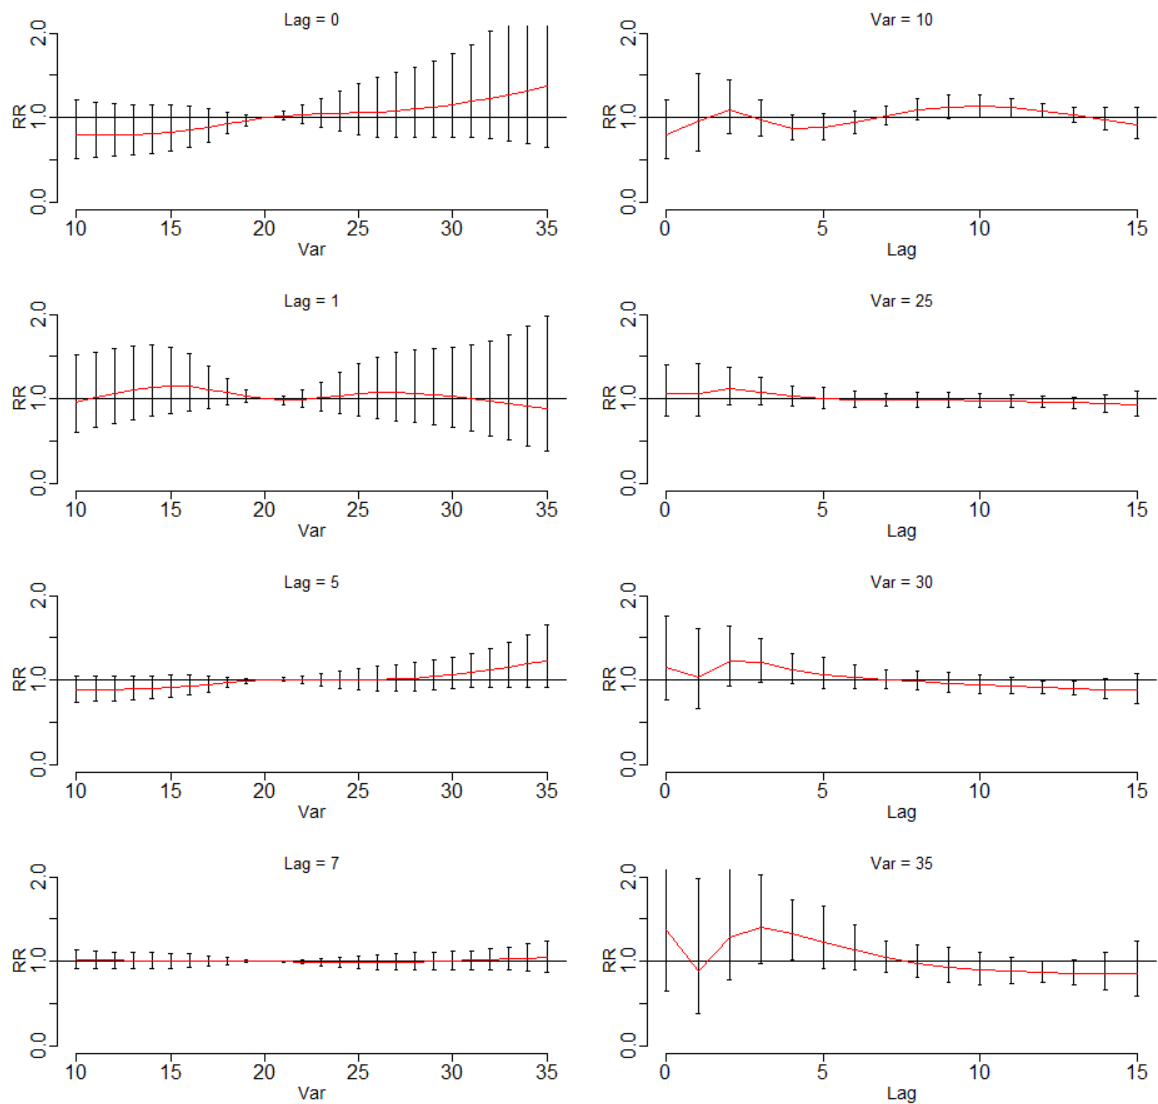 Lag = 0
RR
0.0 1.0 2.0
10 15 20 25 30 35
Var
Var = 10
RR
0.0 1.0 2.0
0 5 10 15
Lag
Lag = 1
RR
0.0 1.0 2.0
10 15 20 25 30 35
Var
Var = 25
RR
0.0 1.0 2.0
0 5 10 15
Lag
Lag = 5
RR
0.0 1.0 2.0
10 15 20 25 30 35
Var
Var = 30
RR
0.0 1.0 2.0
0 5 10 15
Lag
Lag = 7
RR
0.0 1.0 2.0
10 15 20 25 30 35
Var
Var = 35
RR
0.0 1.0 2.0
0 5 10 15
Lag